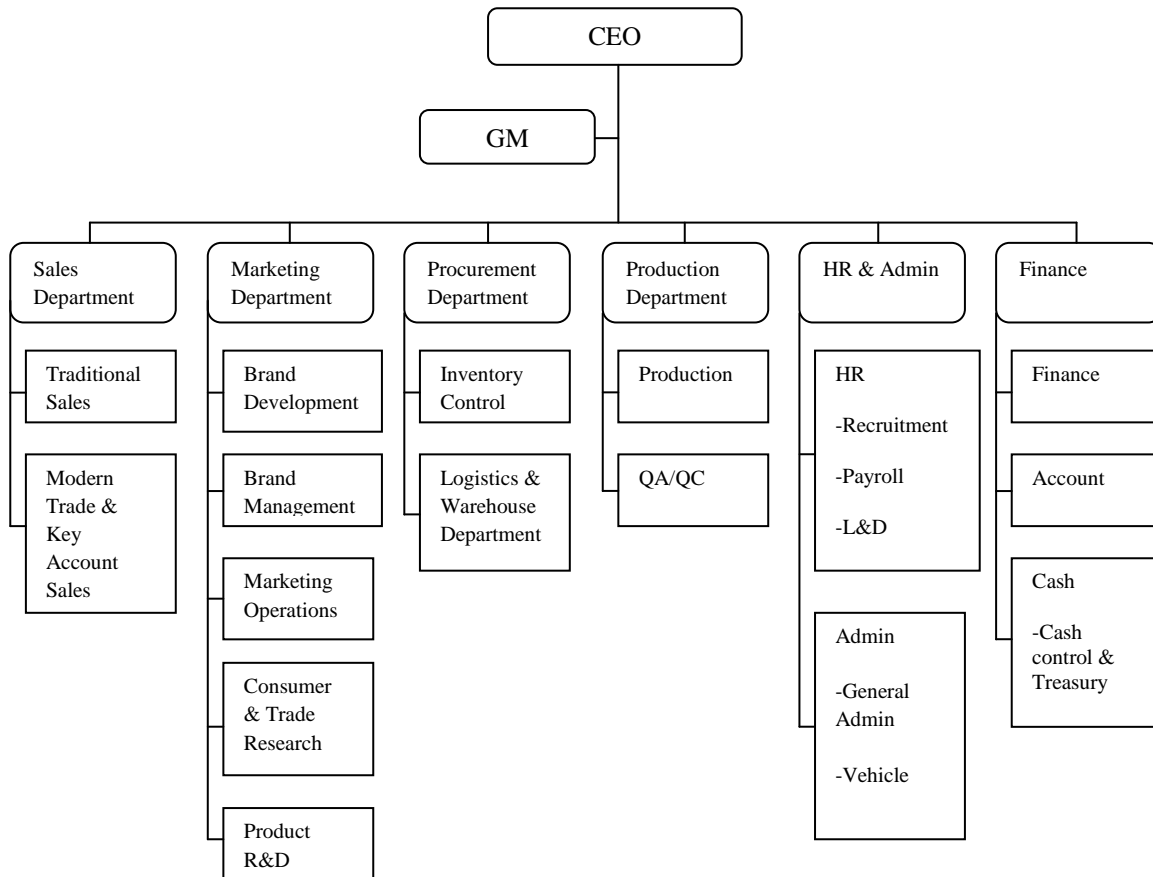 CEO
GM
Sales
Department
Marketing
Department
Procurement
Department
Production
Department
HR & Admin
Finance
Traditional
Sales
Modern
Trade &
Key
Account
Sales
Brand
Development
Brand
Management
Marketing
Operations
Consumer
& Trade
Research
Product
R&D
Inventory
Control
Logistics &
Warehouse
Department
Production
QA/QC
HR
-Recruitment
-Payroll
-L&D
Admin
-General
Admin
-Vehicle
Finance
Account
Cash
-Cash
control &
Treasury